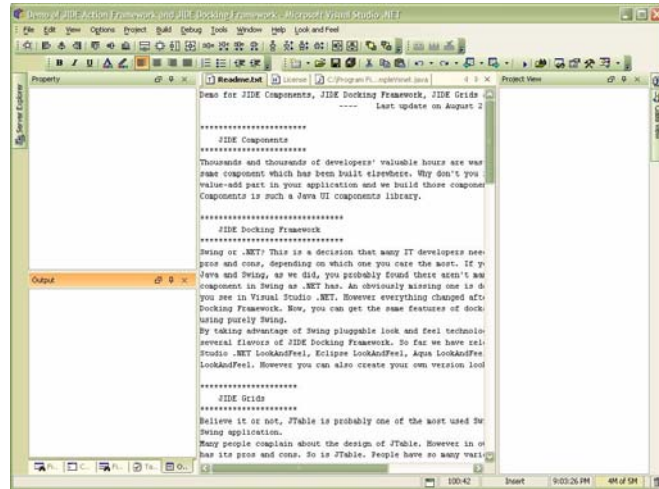 Demo of JIDE Action Framework and JIDE Docking Framework - Microsoft Visual Studio .NET
File Edit View Options Project Build Debug Tools Window Help Look and Feel
Property
Readme.txt License
Project View
Server Explorer
Demo for JIDE Components, JIDE Docking Framework, JIDE Grids
---- Last update on August 2
***********************
JIDE Components
***********************
Thousands and thousands of developers' valuable hours are was
same component which has been built elsewhere. Why don't you
value-add part in your application and we build those componen
Components is such a Java UI components library.
*******************************
JIDE Docking Framework
*******************************
Swing or .NET? This is a decision that many IT developers nee
pros and cons, depending on which one you care the most. If y
Java and Swing, as we did, you probably found there aren't man
component in Swing as .NET has. An obviously missing one is d
you see in Visual Studio .NET. However everything changed afte
Docking Framework. Now, you can get the same features of dock
using purely Swing.
By taking advantage of Swing pluggable look and feel technolo
several flavors of JIDE Docking Framework. So far we have rel
Studio .NET LookAndFeel, Eclipse LookAndFeel, Aqua LookAndFee
LookAndFeel. However you can also create your own version look
*********************
JIDE Grids
*********************
Believe it or not, JTable is probably one of the most used Sw
Swing application.
Many people complain about the design of JTable. However in o
has its pros and cons. So is JTable. People have so many vari
Output
Fi... C... Fi... Ta... O...
100:42 Insert 9:03:26 PM 4M of 5M